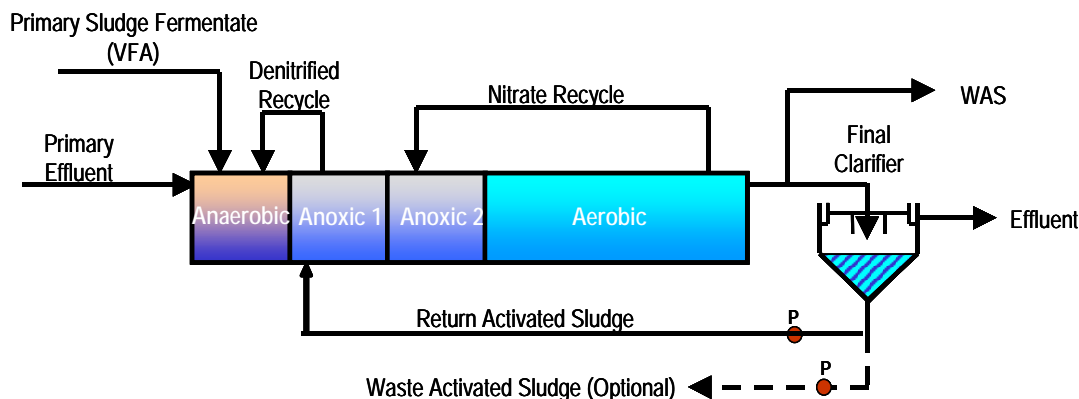 Primary Sludge Fermentate
(VFA)
Denitrified
Recycle
Nitrate Recycle
WAS
Primary
Effluent
Final
Clarifier
Anaerobic
Anoxic 1
Anoxic 2
Aerobic
Effluent
Return Activated Sludge
P
P
Waste Activated Sludge (Optional)